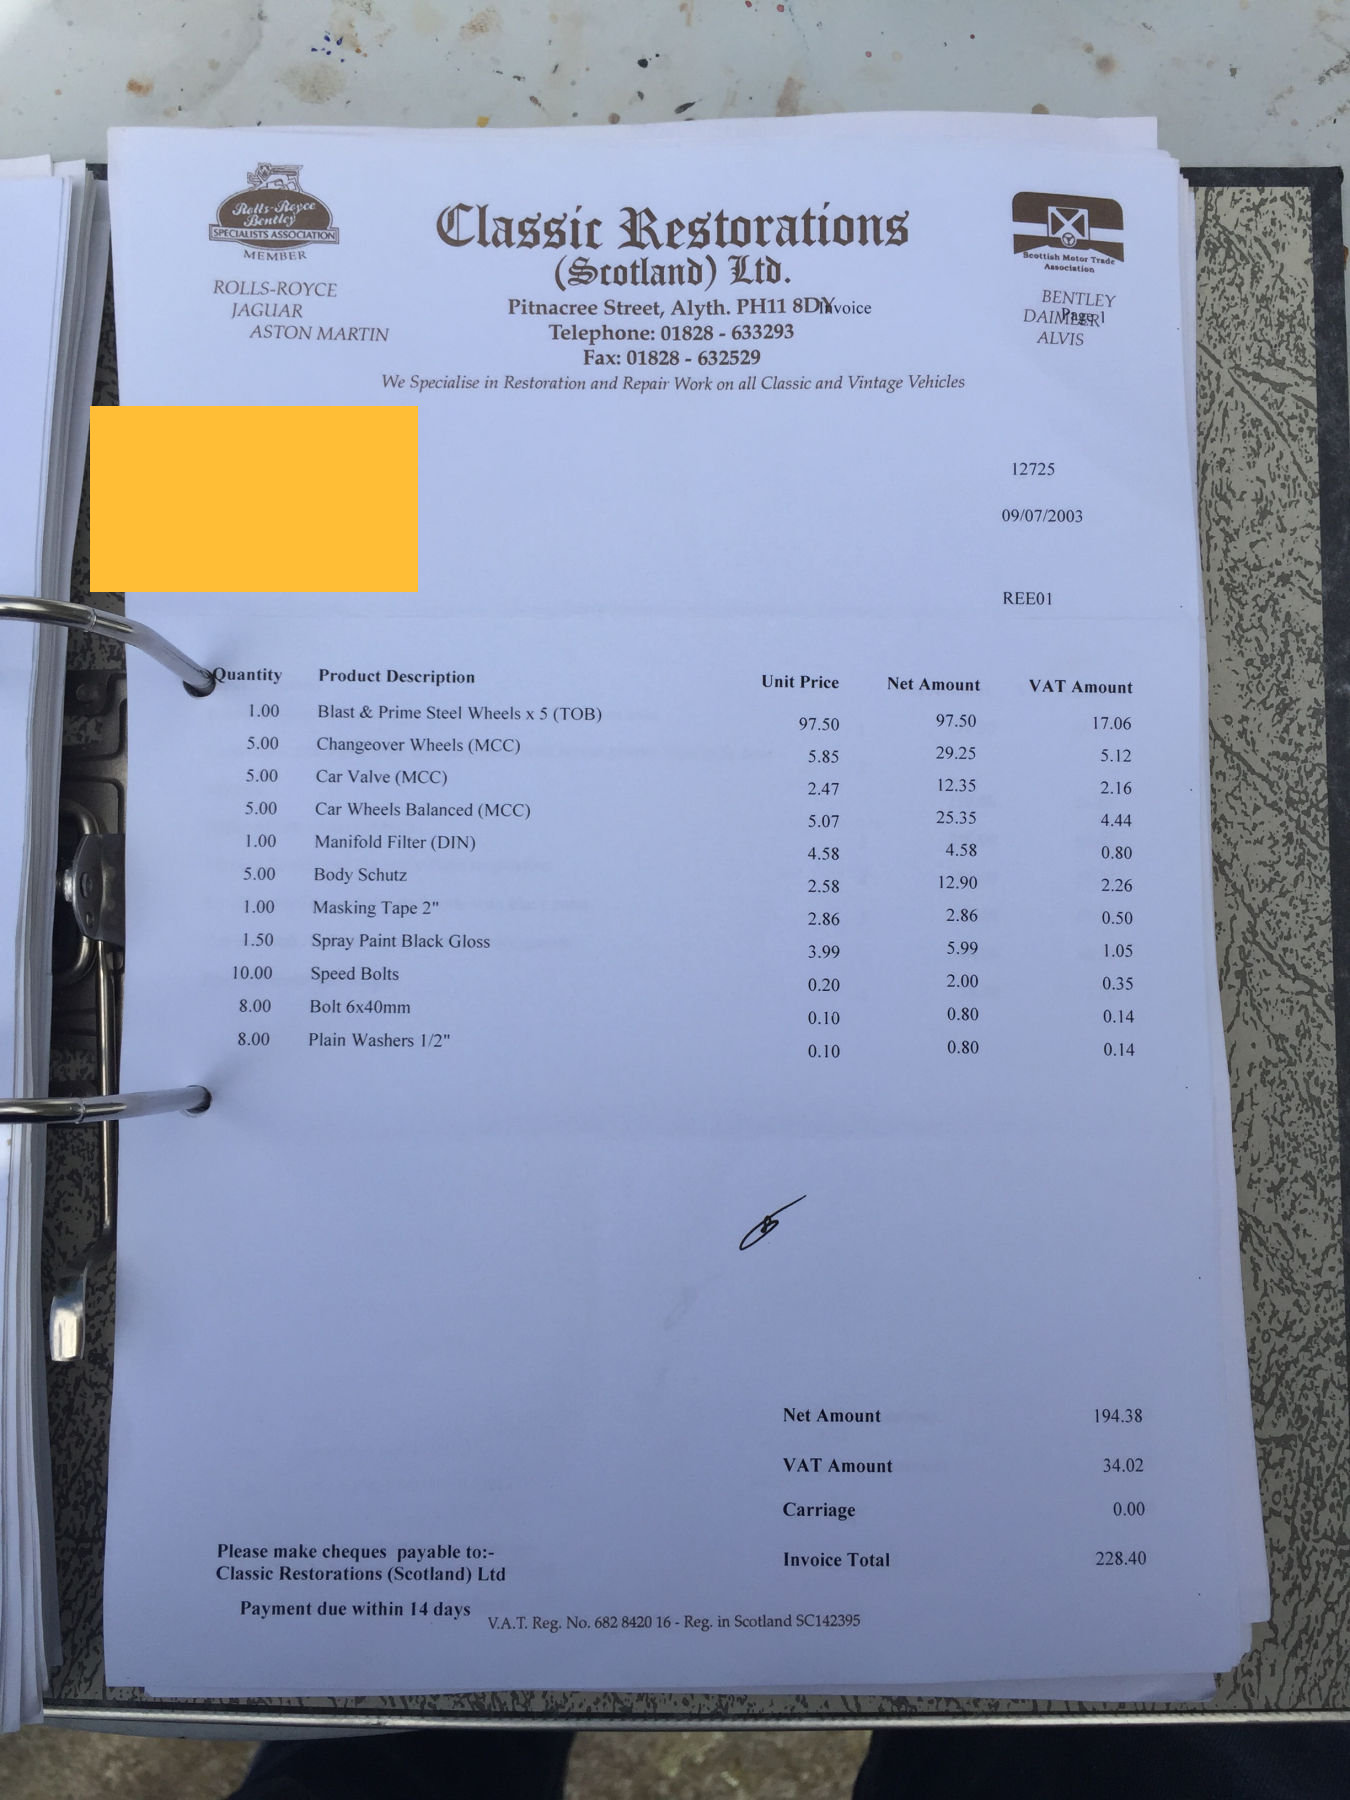 Rolls-Royce
Bentley
SPECIALISTS ASSOCIATION
MEMBER
ROLLS-ROYCE
JAGUAR
ASTON MARTIN
Classic Restorations
(Scotland) Ltd.
Pitnacree Street, Alyth. PH11 8DY Invoice
Telephone: 01828 - 633293
Fax: 01828 - 632529
We Specialise in Restoration and Repair Work on all Classic and Vintage Vehicles
Scottish Motor Trade
Association
BENTLEY
DAIMLER Page 1
ALVIS
12725
09/07/2003
REE01
Quantity Product Description Unit Price Net Amount VAT Amount
1.00 Blast & Prime Steel Wheels x 5 (TOB) 97.50 97.50 17.06
5.00 Changeover Wheels (MCC) 5.85 29.25 5.12
5.00 Car Valve (MCC) 2.47 12.35 2.16
5.00 Car Wheels Balanced (MCC) 5.07 25.35 4.44
1.00 Manifold Filter (DIN) 4.58 4.58 0.80
5.00 Body Schutz 2.58 12.90 2.26
1.00 Masking Tape 2" 2.86 2.86 0.50
1.50 Spray Paint Black Gloss 3.99 5.99 1.05
10.00 Speed Bolts 0.20 2.00 0.35
8.00 Bolt 6x40mm 0.10 0.80 0.14
8.00 Plain Washers 1/2" 0.10 0.80 0.14
Net Amount 194.38
VAT Amount 34.02
Carriage 0.00
Invoice Total 228.40
Please make cheques payable to:-
Classic Restorations (Scotland) Ltd
Payment due within 14 days
V.A.T. Reg. No. 682 8420 16 - Reg. in Scotland SC142395